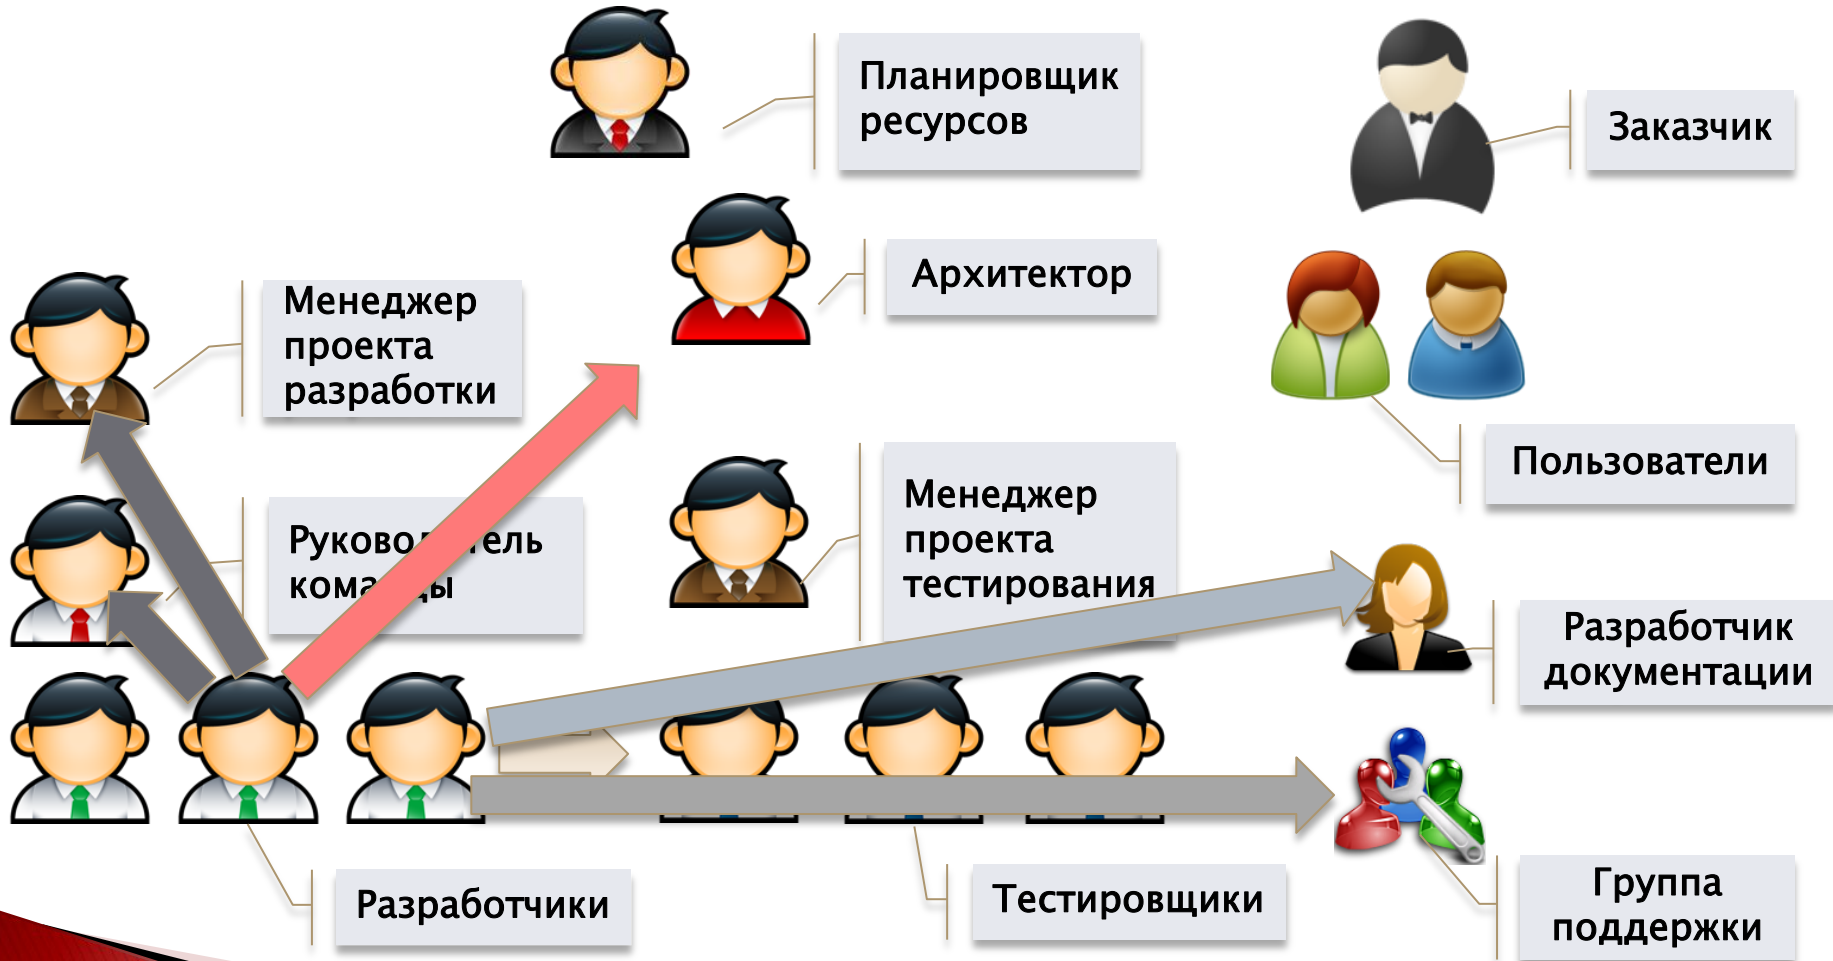 Планировщик
ресурсов
Заказчик
Архитектор
Менеджер
проекта
разработки
Пользователи
Менеджер
проекта
тестирования
Разработчик
документации
Группа
поддержки
Разработчики
Тестировщики